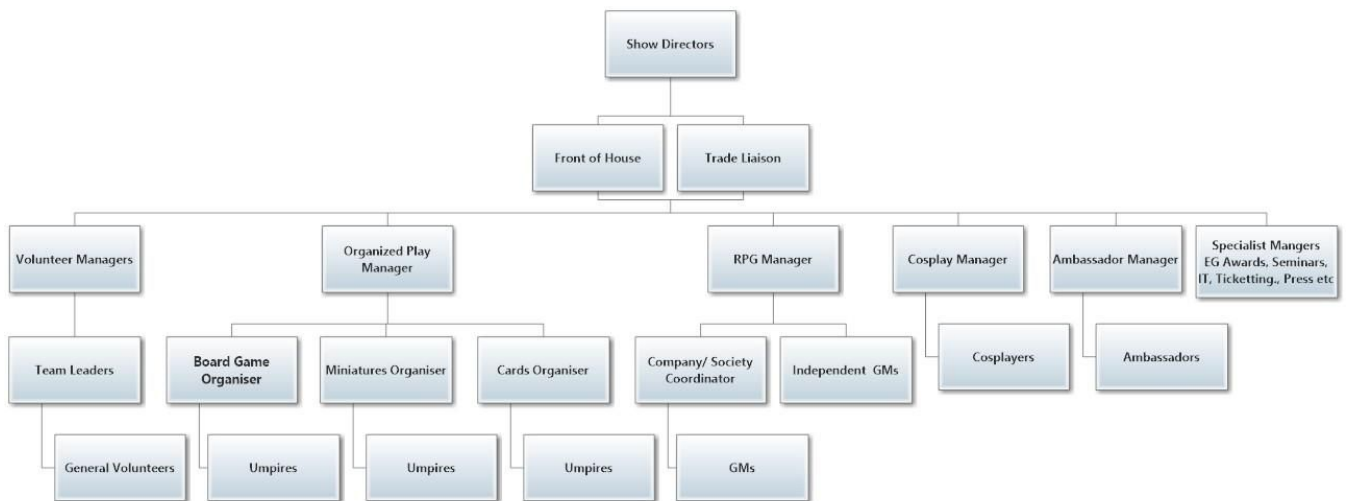 Show Directors
Front of House
Trade Liaison
Volunteer Managers
Organized Play
Manager
RPG Manager
Cosplay Manager
Ambassador Manager
Specialist Mangers
EG Awards, Seminars,
IT, Ticketting., Press etc
Team Leaders
Board Game
Organiser
Miniatures Organiser
Cards Organiser
Company/ Society
Coordinator
Independent GMs
Cosplayers
Ambassadors
General Volunteers
Umpires
Umpires
Umpires
GMs